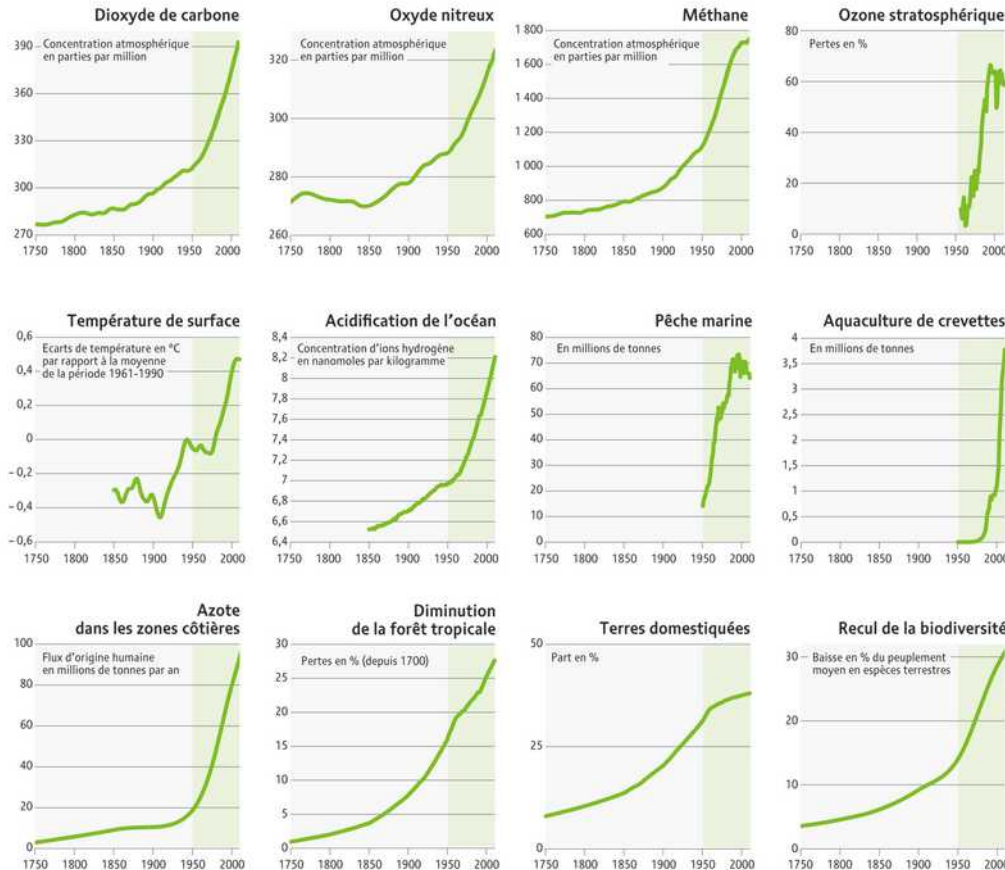 Dioxyde de carbone
Concentration atmosphérique
en parties par million
390
360
330
300
270
1750 1800 1850 1900 1950 2000
Oxyde nitreux
Concentration atmosphérique
en parties par million
320
300
280
260
1750 1800 1850 1900 1950 2000
Méthane
Concentration atmosphérique
en parties par million
1 800
1 600
1 400
1 200
1 000
800
600
1750 1800 1850 1900 1950 2000
Ozone stratosphérique
Pertes en %
80
60
40
20
0
1750 1800 1850 1900 1950 2000
Température de surface
Ecarts de température en °C
par rapport à la moyenne
de la période 1961-1990
0,6
0,4
0,2
0
– 0,2
– 0,4
– 0,6
1750 1800 1850 1900 1950 2000
Acidification de l'océan
Concentration d'ions hydrogène
en nanomoles par kilogramme
8,4
8,2
8
7,8
7,6
7,4
7,2
7,0
6,8
6,6
6,4
1750 1800 1850 1900 1950 2000
Pêche marine
En millions de tonnes
80
70
60
50
40
30
20
10
0
1750 1800 1850 1900 1950 2000
Aquaculture de crevettes
En millions de tonnes
4
3,5
3
2,5
2
1,5
1
0,5
0
1750 1800 1850 1900 1950 2000
Azote
dans les zones côtières
Flux d'origine humaine
en millions de tonnes par an
100
80
60
40
20
0
1750 1800 1850 1900 1950 2000
Diminution
de la forêt tropicale
Pertes en % (depuis 1700)
30
25
20
15
10
5
0
1750 1800 1850 1900 1950 2000
Terres domestiquées
Part en %
50
25
0
1750 1800 1850 1900 1950 2000
Recul de la biodiversité
Baisse en % du peuplement
moyen en espèces terrestres
30
20
10
0
1750 1800 1850 1900 1950 2000